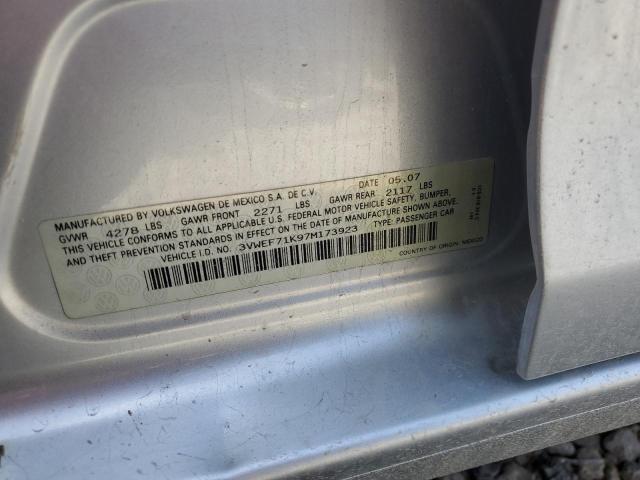 MANUFACTURED BY VOLKSWAGEN DE MEXICO S.A. DE C.V. DATE 05.07
GVWR 4278 LBS GAWR FRONT 2271 LBS GAWR REAR 2117 LBS
THIS VEHICLE CONFORMS TO ALL APPLICABLE U.S. FEDERAL MOTOR VEHICLE SAFETY, BUMPER,
AND THEFT PREVENTION STANDARDS IN EFFECT ON THE DATE OF MANUFACTURE SHOWN ABOVE.
VEHICLE I.D. NO. 3VWEF71K97M173923 TYPE: PASSENGER CAR
COUNTRY OF ORIGIN: MEXICO